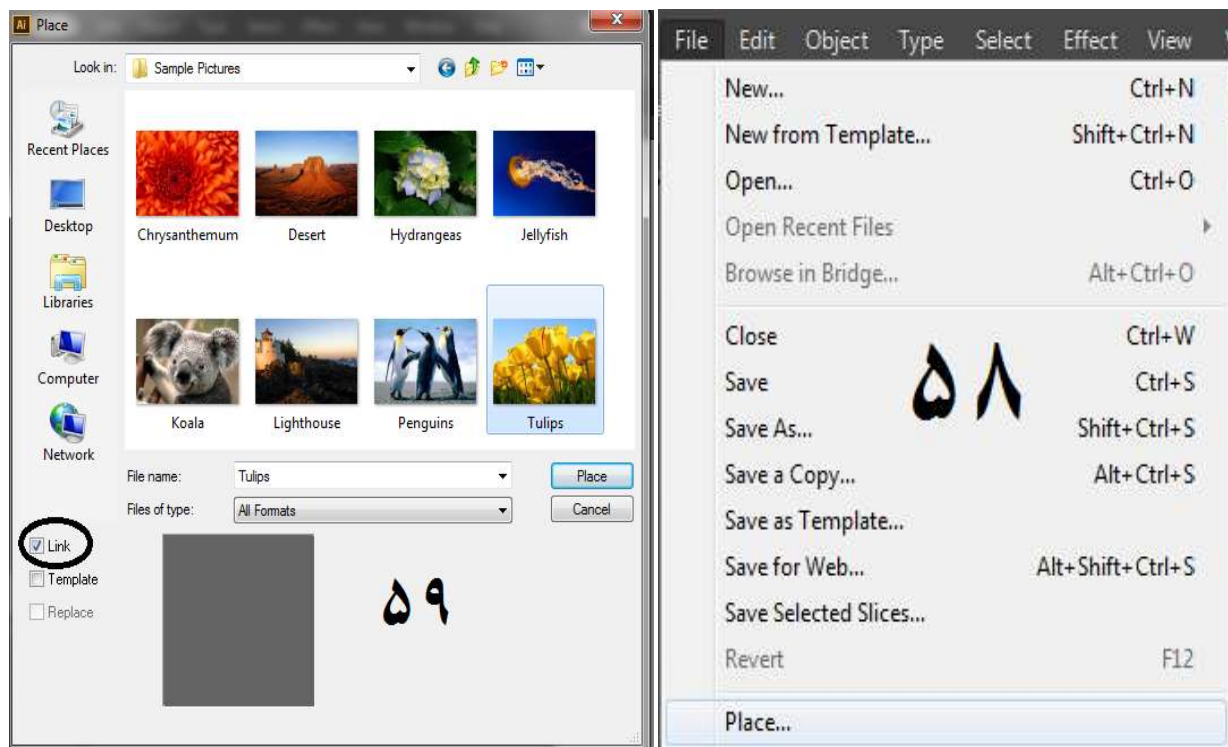 Ai Place
x
Look in: Sample Pictures
Recent Places
Desktop
Libraries
Computer
Network
Chrysanthemum Desert Hydrangeas Jellyfish
Koala Lighthouse Penguins Tulips
File name: Tulips Place
Files of type: All Formats Cancel
Link
Template
Replace
۵۹
File Edit Object Type Select Effect View
New... Ctrl+N
New from Template... Shift+Ctrl+N
Open... Ctrl+O
Open Recent Files
Browse in Bridge... Alt+Ctrl+O
Close Ctrl+W
Save Ctrl+S
Save As... Shift+Ctrl+S
Save a Copy... Alt+Ctrl+S
Save as Template...
Save for Web... Alt+Shift+Ctrl+S
Save Selected Slices...
Revert F12
Place...
۵۸